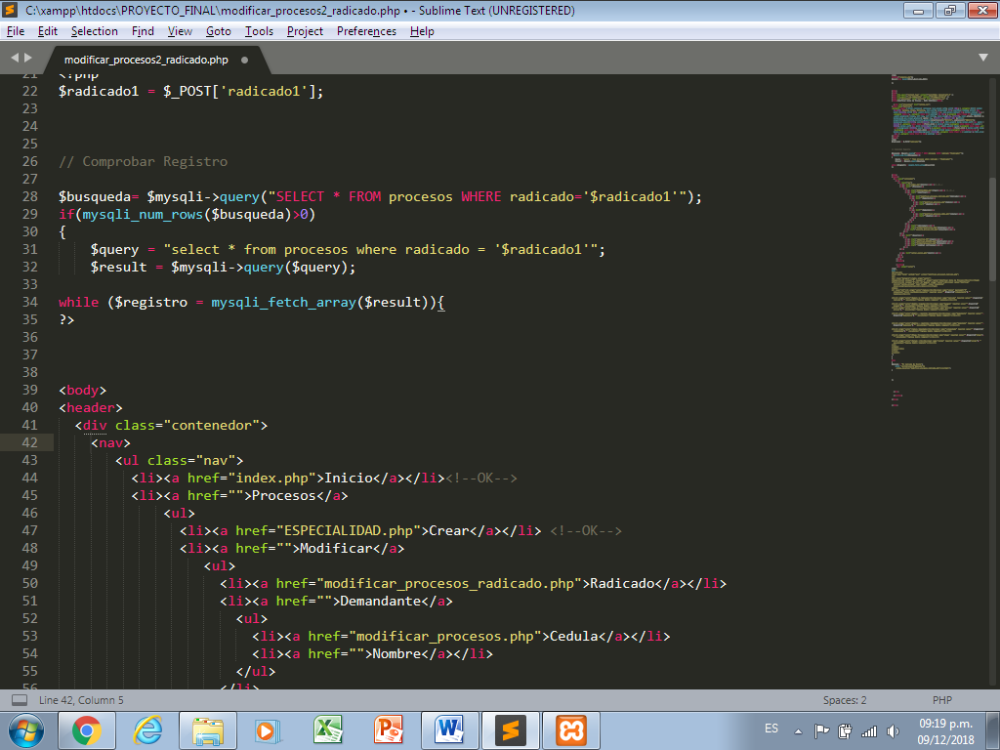 C:\xampp\htdocs\PROYECTO_FINAL\modificar_procesos2_radicado.php • - Sublime Text (UNREGISTERED)
File Edit Selection Find View Goto Tools Project Preferences Help
modificar_procesos2_radicado.php
21 <?php
22 $radicado1 = $_POST['radicado1'];
23
24
25
26 // Comprobar Registro
27
28 $busqueda= $mysqli->query("SELECT * FROM procesos WHERE radicado='$radicado1'");
29 if(mysqli_num_rows($busqueda)>0)
30 {
31 $query = "select * from procesos where radicado = '$radicado1'";
32 $result = $mysqli->query($query);
33
34 while ($registro = mysqli_fetch_array($result)){
35 ?>
36
37
38
39 <body>
40 <header>
41 <div class="contenedor">
42 <nav>
43 <ul class="nav">
44 <li><a href="index.php">Inicio</a></li><!--OK-->
45 <li><a href="">Procesos</a>
46 <ul>
47 <li><a href="ESPECIALIDAD.php">Crear</a></li> <!--OK-->
48 <li><a href="">Modificar</a>
49 <ul>
50 <li><a href="modificar_procesos_radicado.php">Radicado</a></li>
51 <li><a href="">Demandante</a>
52 <ul>
53 <li><a href="modificar_procesos.php">Cedula</a></li>
54 <li><a href="">Nombre</a></li>
55 </ul>
56 </li>
Line 42, Column 5
Spaces: 2
PHP
ES
09:19 p.m.
09/12/2018